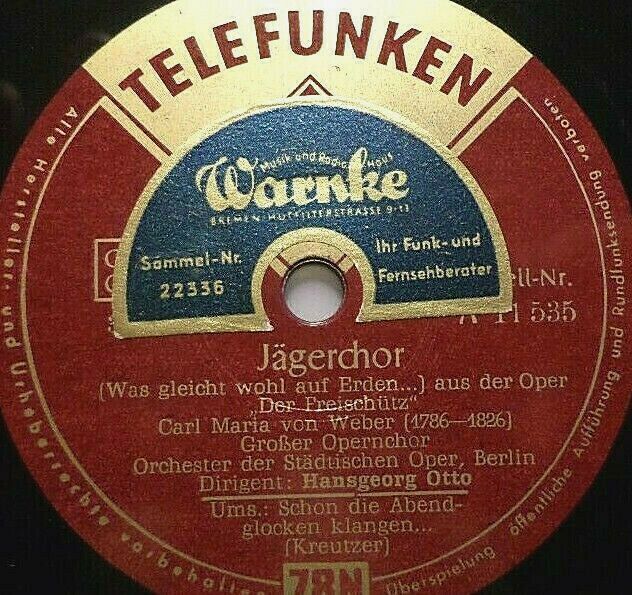 TELEFUNKEN
Musik und Radio Haus
Warnke
BREMEN HUTFILTERSTRASSE 9-13
Sammel-Nr.
22336
Ihr Funk- und
Fernsehberater
ell-Nr.
A 11 535
Jägerchor
(Was gleicht wohl auf Erden...) aus der Oper
„Der Freischütz"
Carl Maria von Weber (1786—1826)
Großer Opernchor
Orchester der Städtischen Oper, Berlin
Dirigent: Hansgeorg Otto
Ums.: Schon die Abend-
glocken klangen...
(Kreutzer)
78N
Alle Hersteller- und Urheberrechte vorbehalten
Überspielung, öffentliche Aufführung und Rundfunksendung verboten